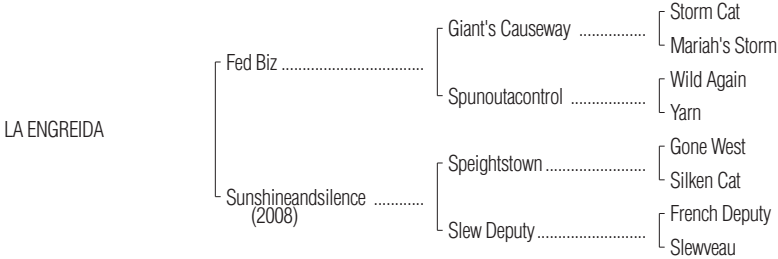 Storm Cat
Giant's Causeway ................
Mariah's Storm
Fed Biz ..................................
Wild Again
Spunoutacontrol ..................
Yarn
LA ENGREIDA
Gone West
Speightstown ........................
Silken Cat
Sunshineandsilence ............
(2008)
French Deputy
Slew Deputy ..........................
Slewveau